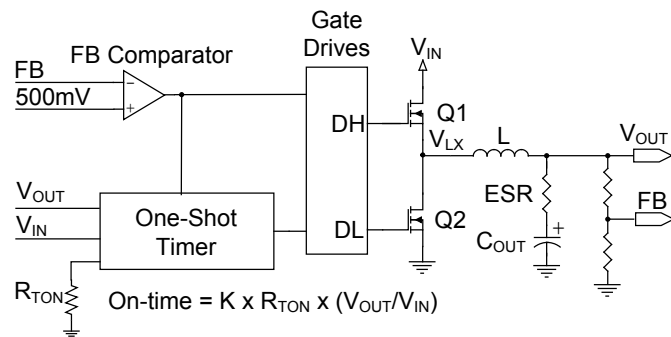 Gate
Drives
FB Comparator
FB
500mV
−
+
V_IN
Q1
DH
V_LX
L
V_OUT
V_OUT
V_IN
One-Shot
Timer
DL
Q2
ESR
+
C_OUT
FB
R_TON
On-time = K x R_TON x (V_OUT/V_IN)